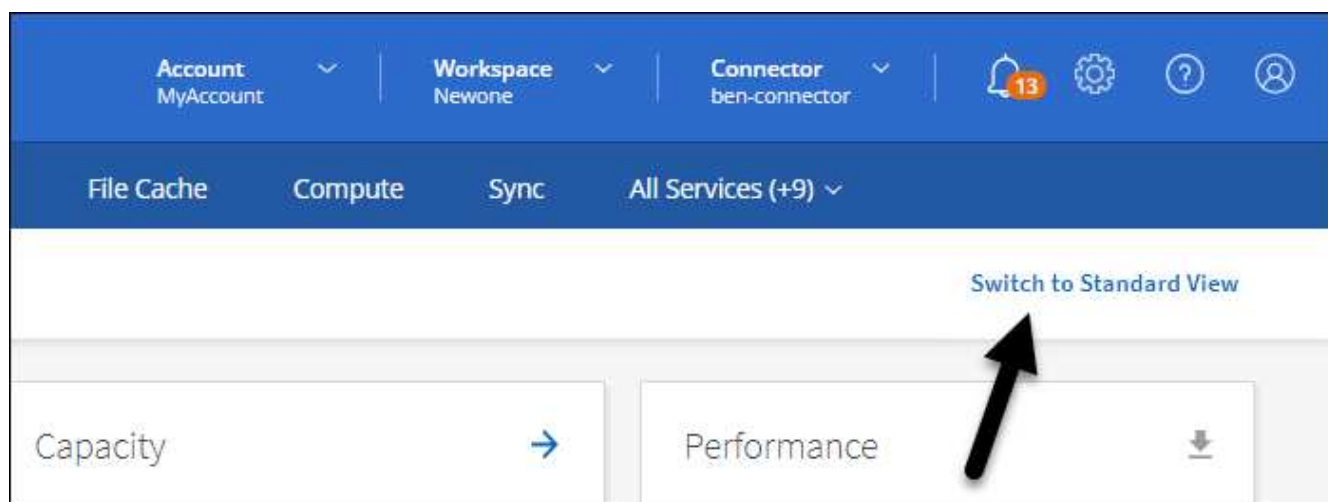 Account
MyAccount
Workspace
Newone
Connector
ben-connector
13
?
File Cache
Compute
Sync
All Services (+9)
Switch to Standard View
Capacity
Performance